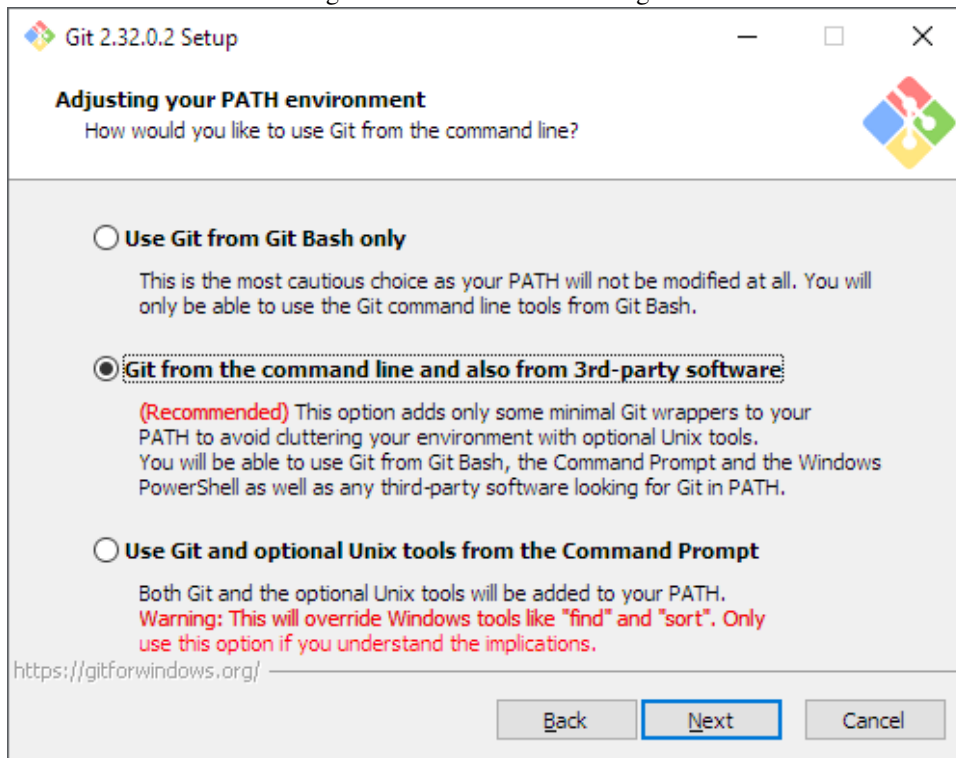 Git 2.32.0.2 Setup
Adjusting your PATH environment
How would you like to use Git from the command line?
Use Git from Git Bash only
This is the most cautious choice as your PATH will not be modified at all. You will
only be able to use the Git command line tools from Git Bash.
Git from the command line and also from 3rd-party software
(Recommended) This option adds only some minimal Git wrappers to your
PATH to avoid cluttering your environment with optional Unix tools.
You will be able to use Git from Git Bash, the Command Prompt and the Windows
PowerShell as well as any third-party software looking for Git in PATH.
Use Git and optional Unix tools from the Command Prompt
Both Git and the optional Unix tools will be added to your PATH.
Warning: This will override Windows tools like "find" and "sort". Only
use this option if you understand the implications.
https://gitforwindows.org/
Back Next Cancel